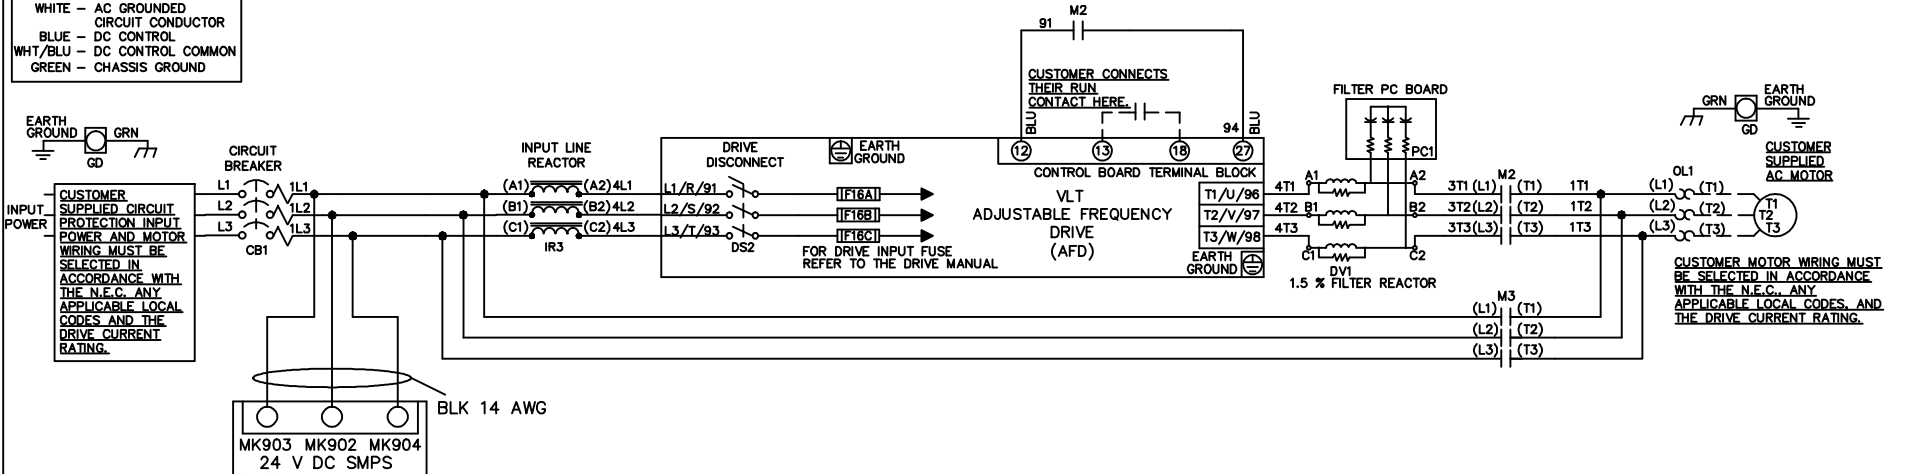 WHITE – AC GROUNDED
CIRCUIT CONDUCTOR
BLUE – DC CONTROL
WHT/BLU – DC CONTROL COMMON
GREEN – CHASSIS GROUND
EARTH
GROUND
GRN
GD
INPUT
POWER
CUSTOMER
SUPPLIED CIRCUIT
PROTECTION INPUT
POWER AND MOTOR
WIRING MUST BE
SELECTED IN
ACCORDANCE WITH
THE N.E.C. ANY
APPLICABLE LOCAL
CODES AND THE
DRIVE CURRENT
RATING.
CIRCUIT
BREAKER
L1
1L1
L2
1L2
L3
1L3
CB1
BLK 14 AWG
MK903 MK902 MK904
24 V DC SMPS
INPUT LINE
REACTOR
(A1)
(A2)
4L1
(B1)
(B2)
4L2
(C1)
(C2)
4L3
IR3
L1/R/91
L2/S/92
L3/T/93
DRIVE
DISCONNECT
DS2
EARTH
GROUND
F16A
F16B
F16C
FOR DRIVE INPUT FUSE
REFER TO THE DRIVE MANUAL
M2
91
CUSTOMER CONNECTS
THEIR RUN
CONTACT HERE.
BLU
94
BLU
12
13
18
27
CONTROL BOARD TERMINAL BLOCK
VLT
ADJUSTABLE FREQUENCY
DRIVE
(AFD)
T1/U/96
T2/V/97
T3/W/98
EARTH
GROUND
4T1
4T2
4T3
FILTER PC BOARD
PC1
A1
A2
B1
B2
C1
C2
DV1
1.5 % FILTER REACTOR
M2
3T1
(L1)
(T1)
1T1
3T2
(L2)
(T2)
1T2
3T3
(L3)
(T3)
1T3
M3
(L1)
(T1)
(L2)
(T2)
(L3)
(T3)
OL1
(L1)
(T1)
(L2)
(T2)
(L3)
(T3)
T1
T2
T3
GRN
EARTH
GROUND
GD
CUSTOMER
SUPPLIED
AC MOTOR
CUSTOMER MOTOR WIRING MUST
BE SELECTED IN ACCORDANCE
WITH THE N.E.C., ANY
APPLICABLE LOCAL CODES, AND
THE DRIVE CURRENT RATING.